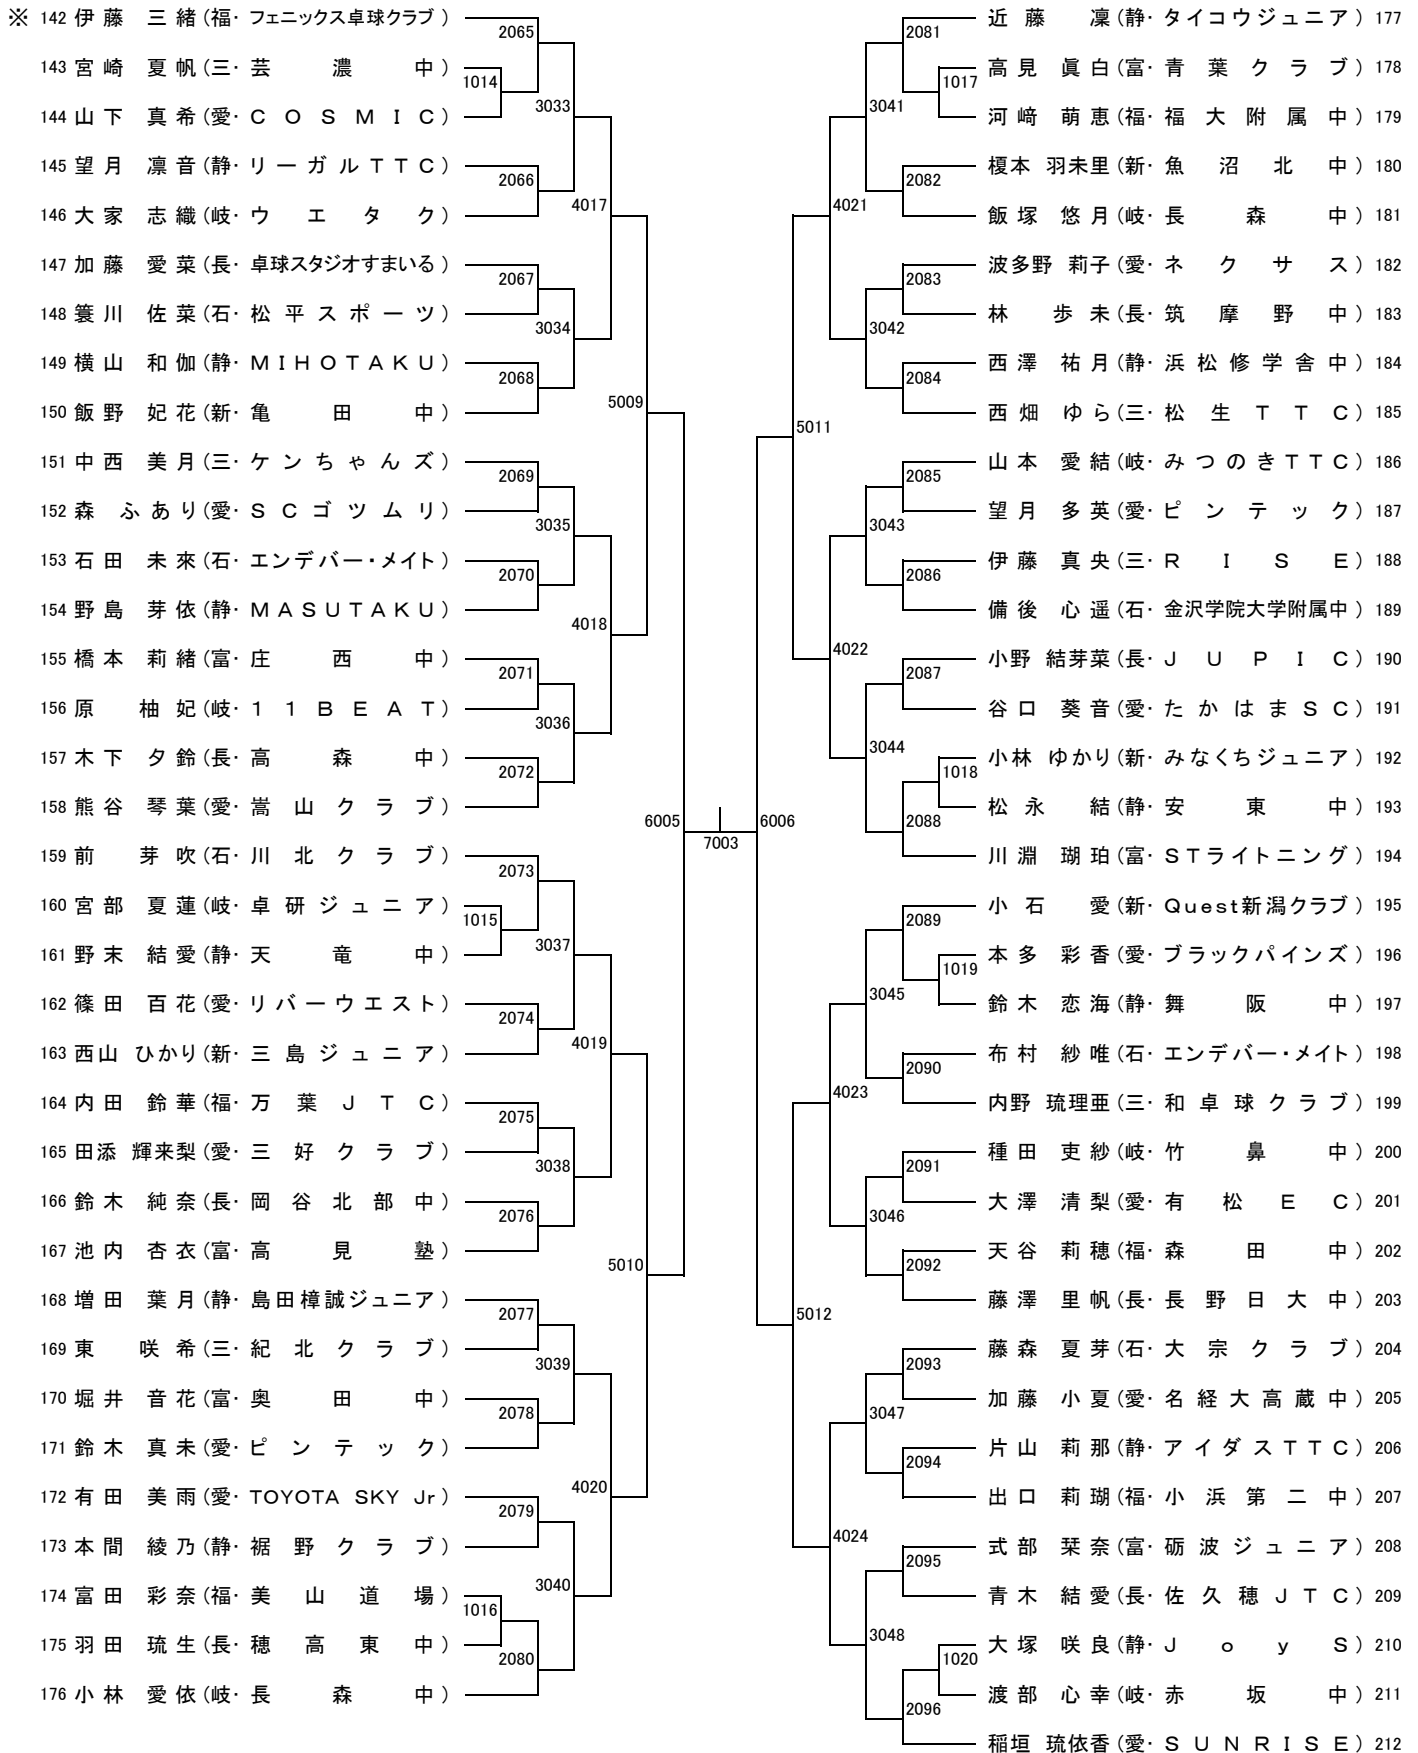 ※ 142 伊藤 三緒 (福・フェニックス卓球クラブ)
143 宮崎 夏帆 (三・芸濃中)
144 山下 真希 (愛・COSMIC)
145 望月 凛音 (静・リーガルTTC)
146 大家 志織 (岐・ウエタク)
147 加藤 愛菜 (長・卓球スタジオすまいる)
148 簑川 佐菜 (石・松平スポーツ)
149 横山 和伽 (静・MIHOTAKU)
150 飯野 妃花 (新・亀田中)
151 中西 美月 (三・ケンちゃんズ)
152 森 ふあり (愛・SCゴツムリ)
153 石田 未來 (石・エンデバー・メイト)
154 野島 芽依 (静・MASUTAKU)
155 橋本 莉緒 (富・庄西中)
156 原 柚妃 (岐・11BEAT)
157 木下 夕鈴 (長・高森中)
158 熊谷 琴葉 (愛・嵩山クラブ)
159 前 芽吹 (石・川北クラブ)
160 宮部 夏蓮 (岐・卓研ジュニア)
161 野末 結愛 (静・天竜中)
162 篠田 百花 (愛・リバーウエスト)
163 西山 ひかり (新・三島ジュニア)
164 内田 鈴華 (福・万葉JTC)
165 田添 輝来梨 (愛・三好クラブ)
166 鈴木 純奈 (長・岡谷北部中)
167 池内 杏衣 (富・高見塾)
168 増田 葉月 (静・島田樟誠ジュニア)
169 東 咲希 (三・紀北クラブ)
170 堀井 音花 (富・奥田中)
171 鈴木 真未 (愛・ピンテック)
172 有田 美雨 (愛・TOYOTA SKY Jr)
173 本間 綾乃 (静・裾野クラブ)
174 富田 彩奈 (福・美山道場)
175 羽田 琉生 (長・穂高東中)
176 小林 愛依 (岐・長森中)
2065
1014
3033
2066
4017
2067
3034
2068
5009
2069
3035
2070
4018
2071
3036
2072
6005
2073
1015
3037
2074
4019
2075
3038
2076
5010
2077
3039
2078
4020
2079
3040
1016
2080
7003
6006
2081
1017
3041
2082
4021
2083
3042
2084
5011
2085
3043
2086
4022
2087
3044
1018
2088
2089
1019
3045
2090
4023
2091
3046
2092
5012
2093
3047
2094
4024
2095
3048
1020
2096
近藤 凜 (静・タイコウジュニア) 177
高見 眞白 (富・青葉クラブ) 178
河﨑 萌恵 (福・福大附属中) 179
榎本 羽未里 (新・魚沼北中) 180
飯塚 悠月 (岐・長森中) 181
波多野 莉子 (愛・ネクサス) 182
林 歩未 (長・筑摩野中) 183
西澤 祐月 (静・浜松修学舎中) 184
西畑 ゆら (三・松生TTC) 185
山本 愛結 (岐・みつのきTTC) 186
望月 多英 (愛・ピンテック) 187
伊藤 真央 (三・RISE) 188
備後 心遥 (石・金沢学院大学附属中) 189
小野 結芽菜 (長・JUPIC) 190
谷口 葵音 (愛・たかはまSC) 191
小林 ゆかり (新・みなくちジュニア) 192
松永 結 (静・安東中) 193
川淵 瑚珀 (富・STライトニング) 194
小石 愛 (新・Quest新潟クラブ) 195
本多 彩香 (愛・ブラックパインズ) 196
鈴木 恋海 (静・舞阪中) 197
布村 紗唯 (石・エンデバー・メイト) 198
内野 琉理亜 (三・和卓球クラブ) 199
種田 吏紗 (岐・竹鼻中) 200
大澤 清梨 (愛・有松EC) 201
天谷 莉穂 (福・森田中) 202
藤澤 里帆 (長・長野日大中) 203
藤森 夏芽 (石・大宗クラブ) 204
加藤 小夏 (愛・名経大高蔵中) 205
片山 莉那 (静・アイダスTTC) 206
出口 莉瑚 (福・小浜第二中) 207
式部 栞奈 (富・砺波ジュニア) 208
青木 結愛 (長・佐久穂JTC) 209
大塚 咲良 (静・JoyS) 210
渡部 心幸 (岐・赤坂中) 211
稲垣 琉依香 (愛・SUNRISE) 212